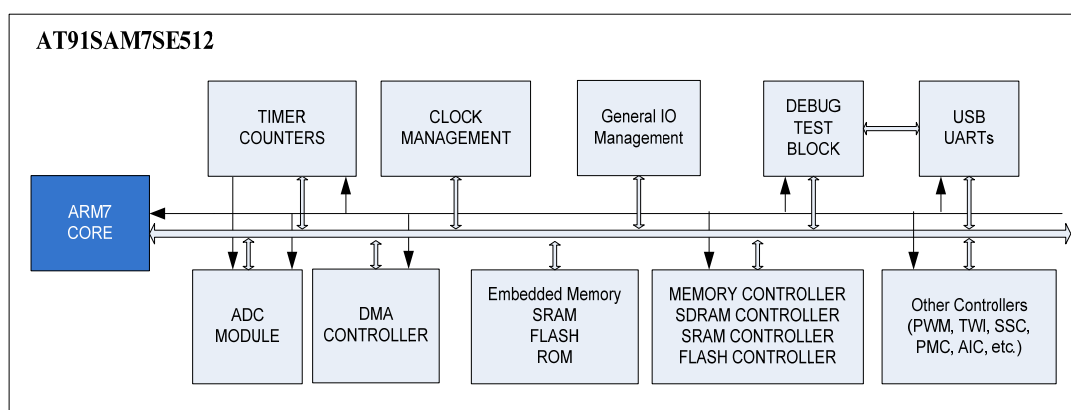 AT91SAM7SE512
TIMER
COUNTERS
CLOCK
MANAGEMENT
General IO
Management
DEBUG
TEST
BLOCK
USB
UARTs
ARM7
CORE
ADC
MODULE
DMA
CONTROLLER
Embedded Memory
SRAM
FLASH
ROM
MEMORY CONTROLLER
SDRAM CONTROLLER
SRAM CONTROLLER
FLASH CONTROLLER
Other Controllers
(PWM, TWI, SSC,
PMC, AIC, etc.)